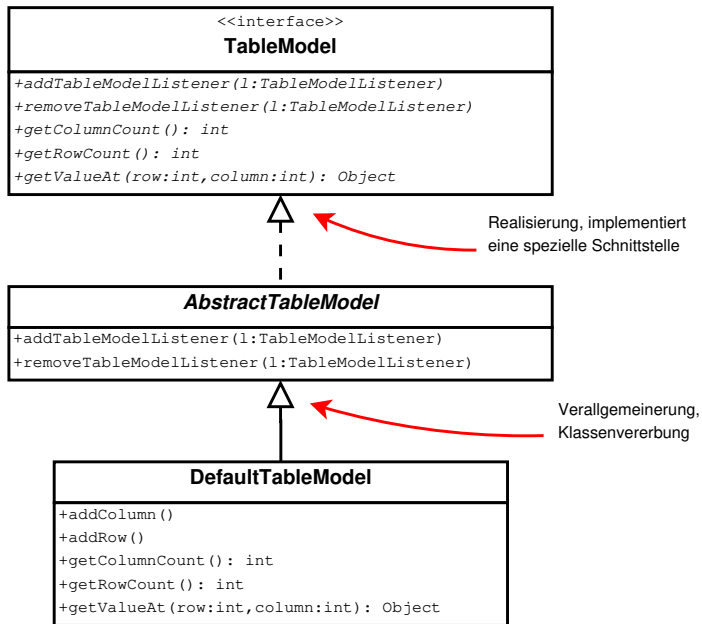 <<interface>>
TableModel
+addTableModelListener(l:TableModelListener)
+removeTableModelListener(l:TableModelListener)
+getColumnCount(): int
+getRowCount(): int
+getValueAt(row:int,column:int): Object
Realisierung, implementiert
eine spezielle Schnittstelle
AbstractTableModel
+addTableModelListener(l:TableModelListener)
+removeTableModelListener(l:TableModelListener)
Verallgemeinerung,
Klassenvererbung
DefaultTableModel
+addColumn()
+addRow()
+getColumnCount(): int
+getRowCount(): int
+getValueAt(row:int,column:int): Object